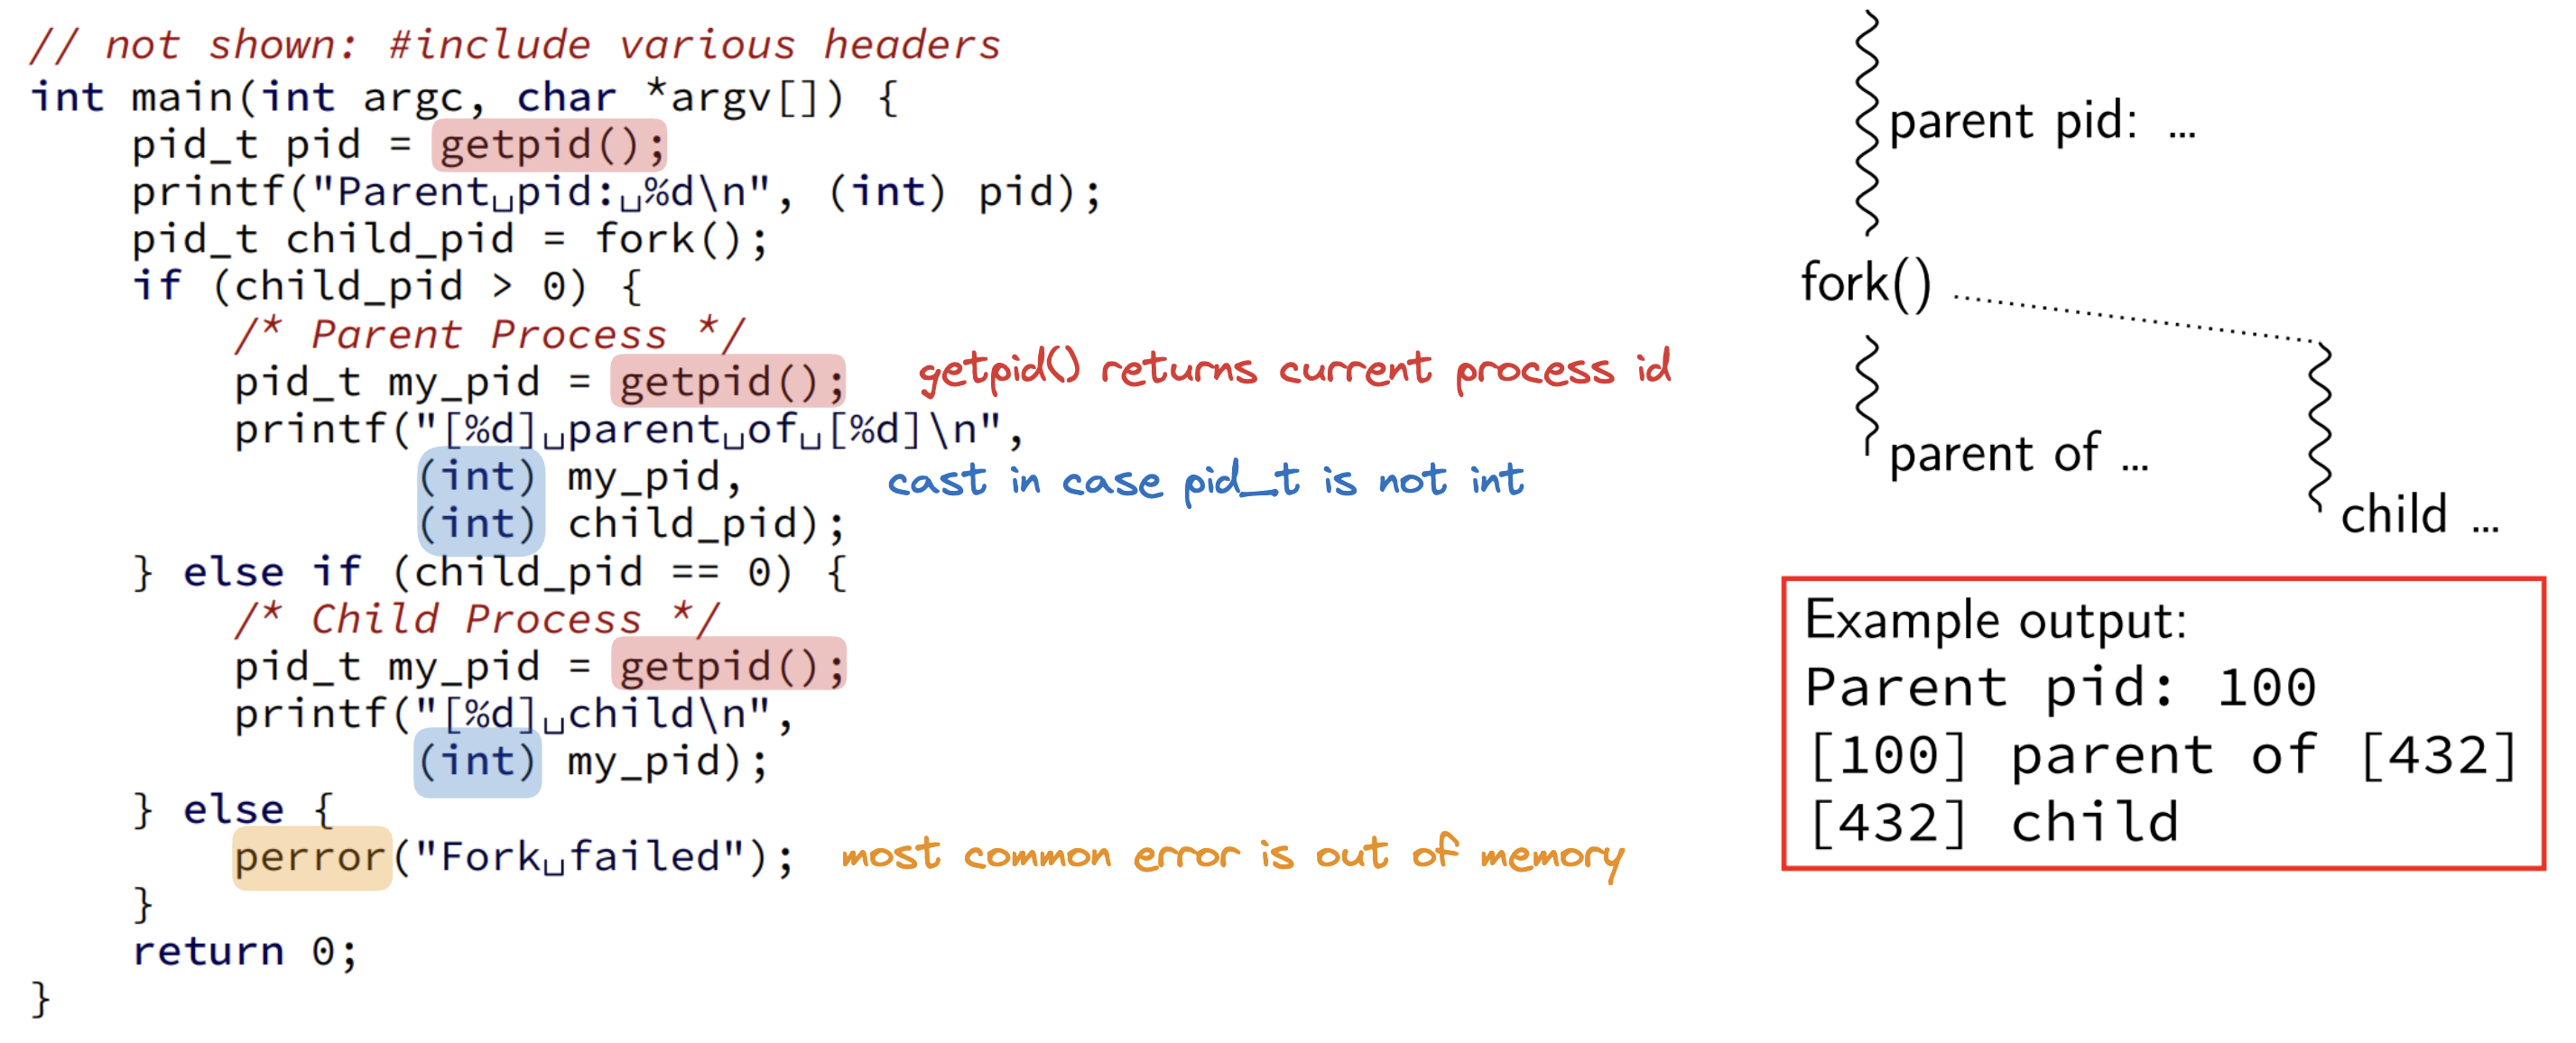 // not shown: #include various headers
int main(int argc, char *argv[]) {
    pid_t pid = getpid();
    printf("Parent␣pid:␣%d\n", (int) pid);
    pid_t child_pid = fork();
    if (child_pid > 0) {
        /* Parent Process */
        pid_t my_pid = getpid();
        printf("[%d]␣parent␣of␣[%d]\n",
               (int) my_pid,
               (int) child_pid);
    } else if (child_pid == 0) {
        /* Child Process */
        pid_t my_pid = getpid();
        printf("[%d]␣child\n",
               (int) my_pid);
    } else {
        perror("Fork␣failed");
    }
    return 0;
}
getpid() returns current process id
cast in case pid_t is not int
most common error is out of memory
parent pid: …
fork()
parent of …
child …
Example output:
Parent pid: 100
[100] parent of [432]
[432] child